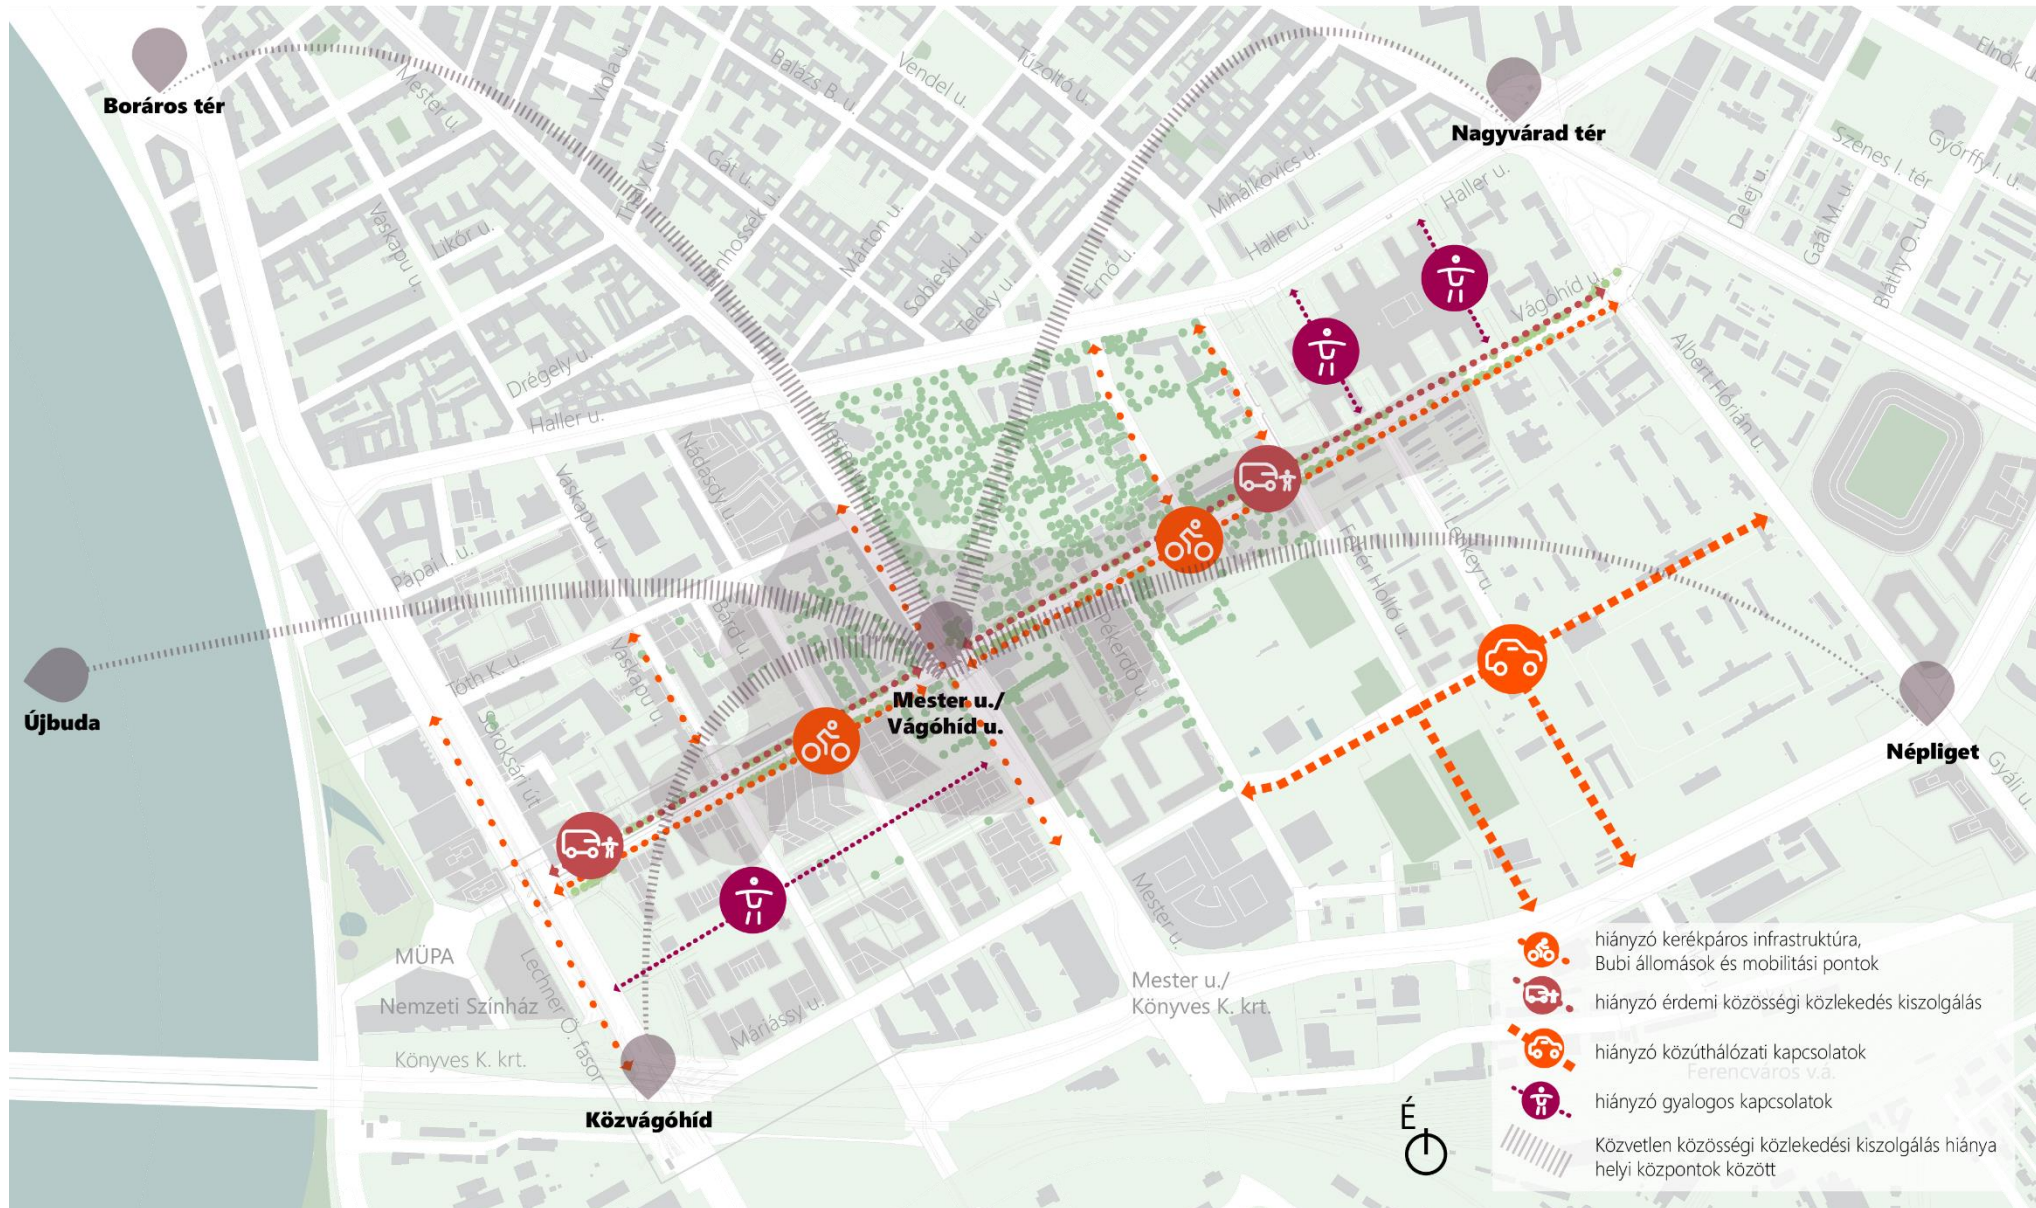 Boráros tér
Nagyvárad tér
Mester u.
Viola u.
Balázs B. u.
Vendel u.
Tűzoltó u.
Elnök u.
Szenes I. tér
Győrffy I. u.
Delej u.
Gaál M. u.
Bláthy O. u.
Thaly K. u.
Gát u.
Márton u.
Sobieski J. u.
Teleky u.
Ernő u.
Mihálkovics u.
Haller u.
Haller u.
Vaskapu u.
Likőr u.
Drégely u.
Haller u.
Vágóhíd u.
Albert Flórián u.
Nádasdy u.
Vaskapu u.
Pápai I. u.
Tóth K. u.
Bárd u.
Vaskapu u.
Soroksári út
Fehér Holló u.
Lenkey u.
Pékerdő u.
Újbuda
Mester u./
Vágóhíd u.
Népliget
Gyáli u.
MÜPA
Nemzeti Színház
Könyves K. krt.
Lechner Ö. fasor
Máriássy u.
Mester u.
Mester u./
Könyves K. krt.
Közvágóhíd
É
hiányzó kerékpáros infrastruktúra,
Bubi állomások és mobilitási pontok
hiányzó érdemi közösségi közlekedés kiszolgálás
hiányzó közúthálózati kapcsolatok
Ferencváros v.á.
hiányzó gyalogos kapcsolatok
Közvetlen közösségi közlekedési kiszolgálás hiánya
helyi központok között